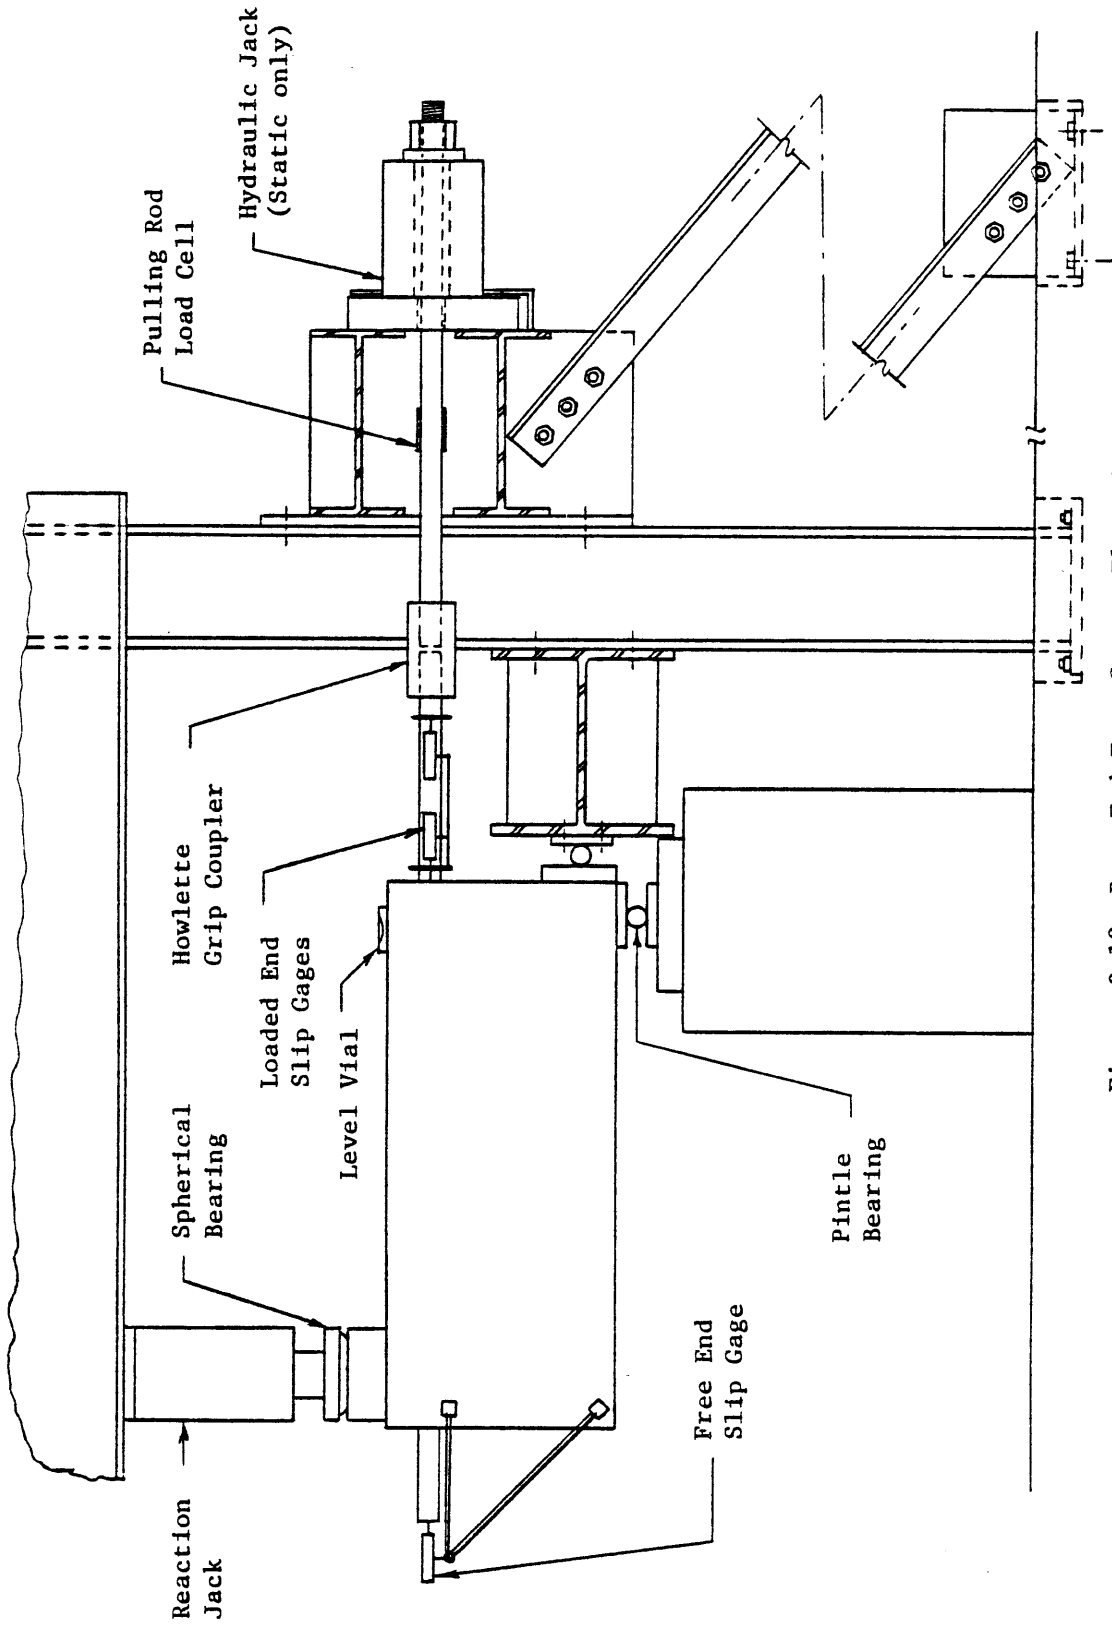 Reaction
Jack
Spherical
Bearing
Howlette
Grip Coupler
Pulling Rod
Load Cell
Hydraulic Jack
(Static only)
Loaded End
Slip Gages
Level Vial
Free End
Slip Gage
Pintle
Bearing